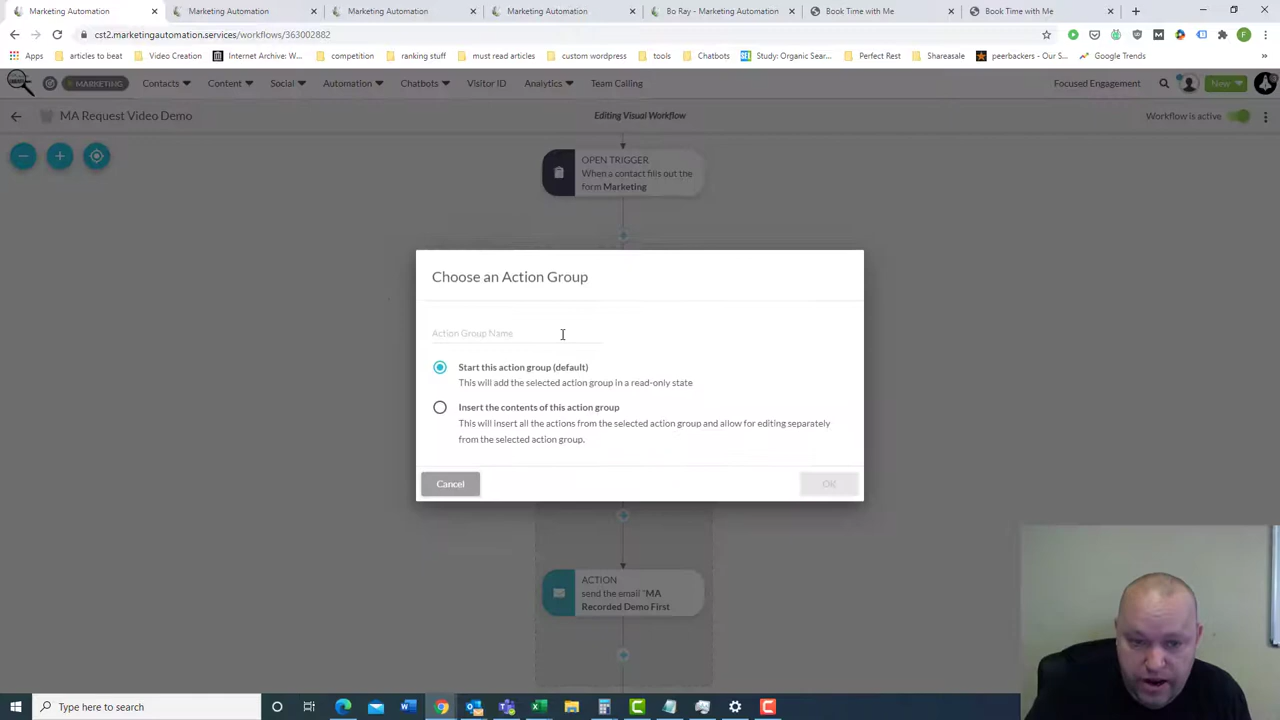 Marketing Automation
Marketing Automation
Marketing Automation
Marketing Automation
Bo Ray – Marketing Automation
Book Time with Me
Book Time with Me
cst2.marketingautomation.services/workflows/363002882
Apps
articles to beat
Video Creation
Internet Archive: W...
competition
ranking stuff
must read articles
custom wordpress
tools
Chatbots
Study: Organic Sear...
Perfect Rest
Shareasale
peerbackers - Our S...
Google Trends
MARKETING
Contacts
Content
Social
Automation
Chatbots
Visitor ID
Analytics
Team Calling
Focused Engagement
New
MA Request Video Demo
Editing Visual Workflow
Workflow is active
OPEN TRIGGER
When a contact fills out the
form Marketing
Choose an Action Group
Action Group Name
Start this action group (default)
This will add the selected action group in a read-only state
Insert the contents of this action group
This will insert all the actions from the selected action group and allow for editing separately
from the selected action group.
Cancel
OK
ACTION
send the email "MA
Recorded Demo First
Type here to search